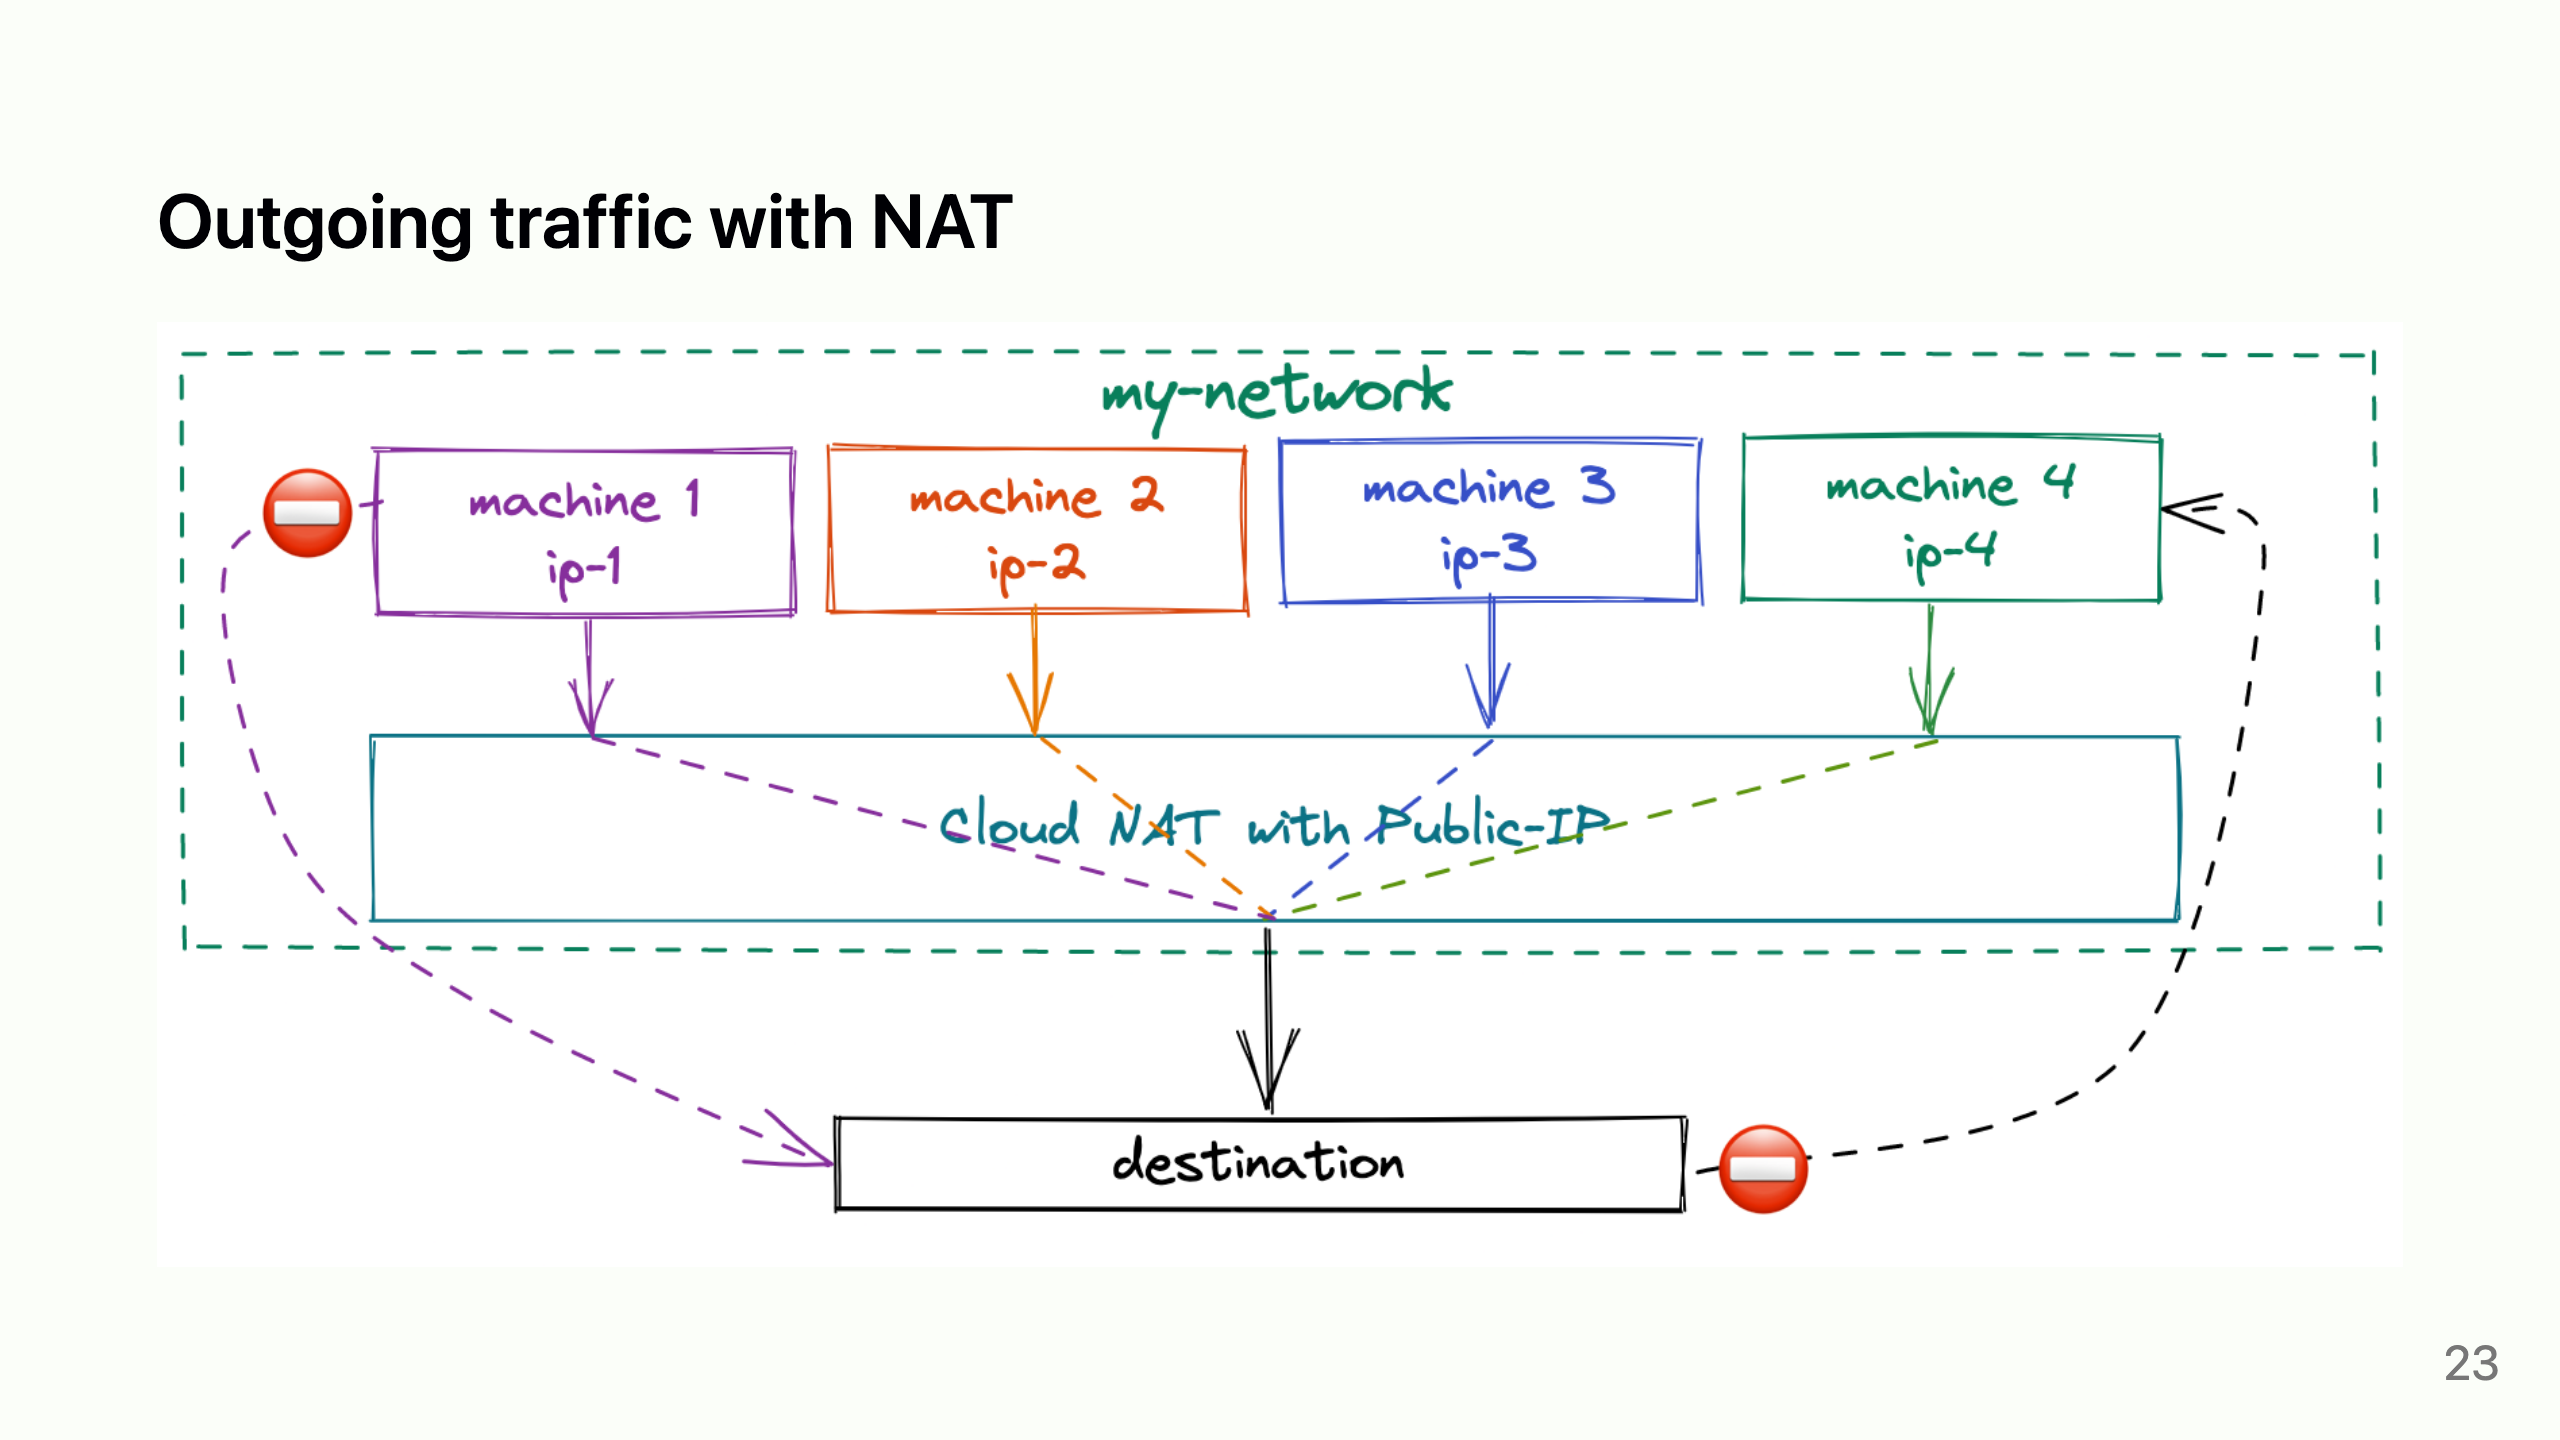 Outgoing traffic with NAT
my-network
machine 1
ip-1
machine 2
ip-2
machine 3
ip-3
machine 4
ip-4
Cloud NAT with Public-IP
destination
23